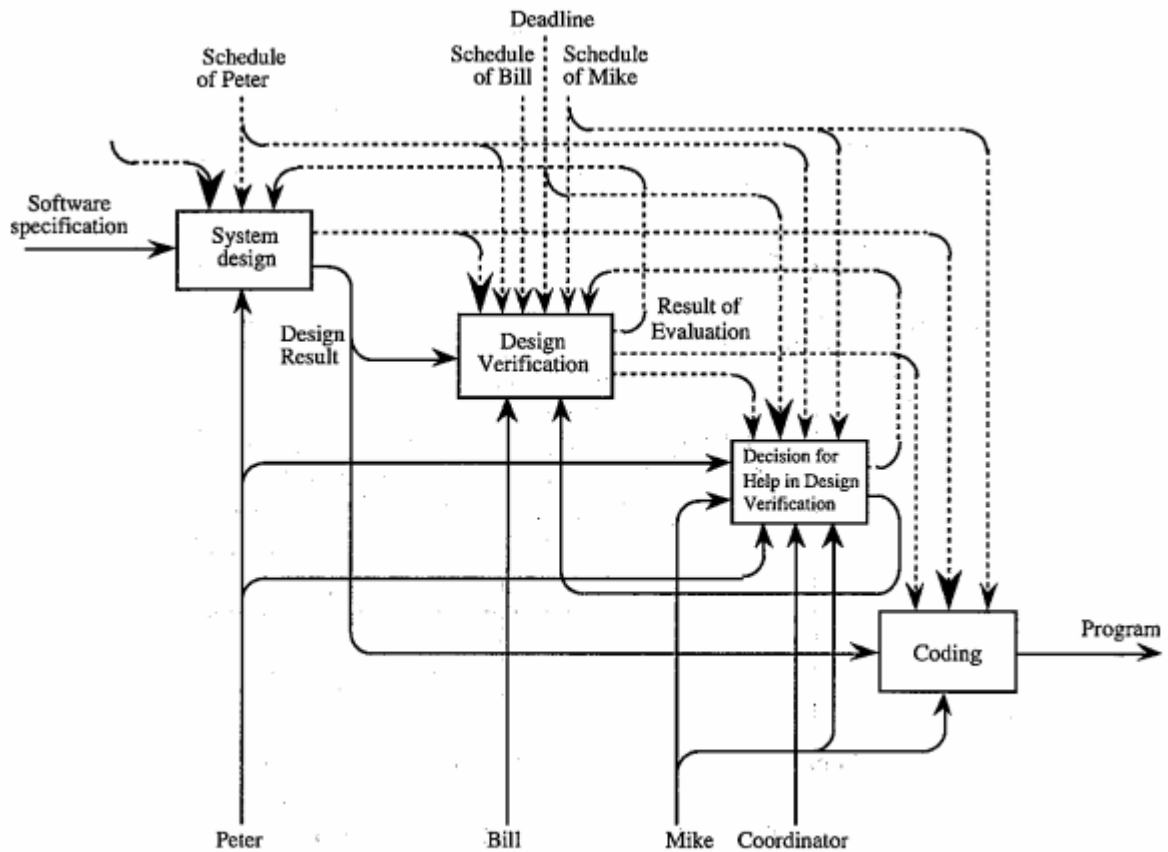 Deadline
Schedule
of Peter
Schedule
of Bill
Schedule
of Mike
Software
specification
System
design
Design
Result
Design
Verification
Result of
Evaluation
Decision for
Help in Design
Verification
Coding
Program
Peter
Bill
Mike
Coordinator